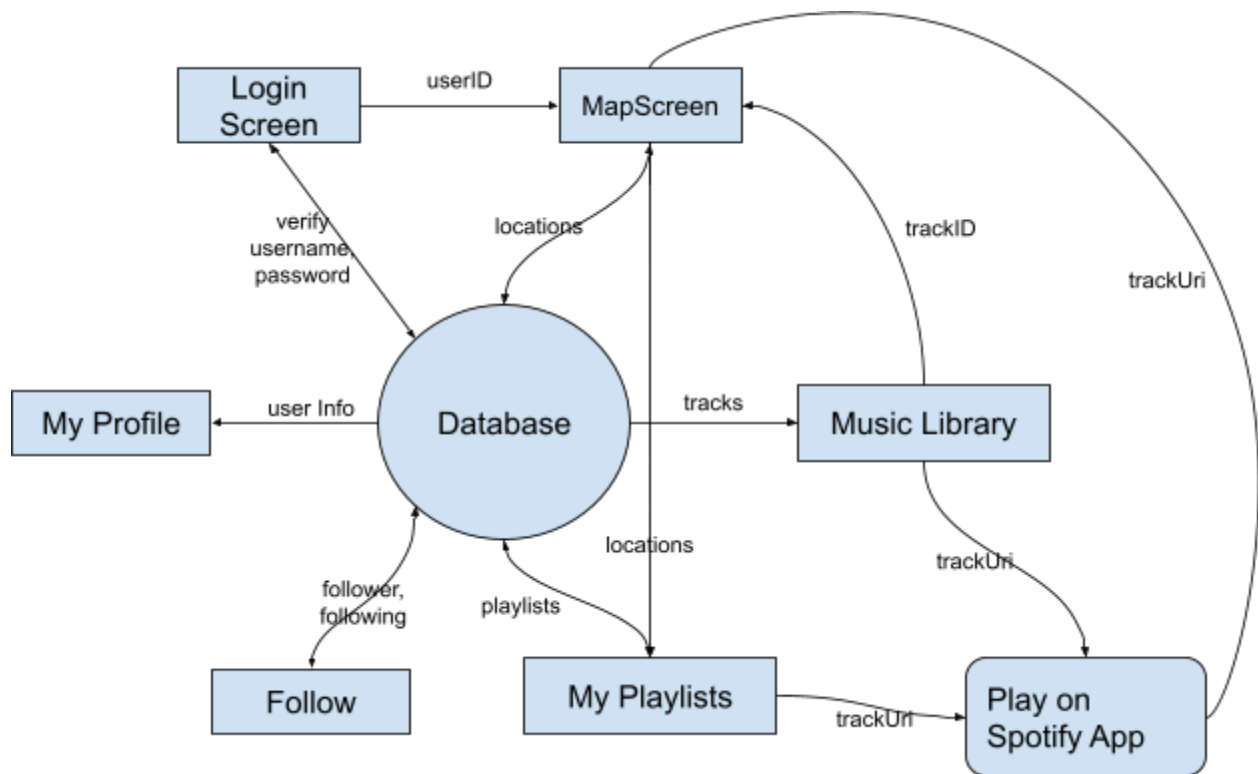 Login
Screen
userID
MapScreen
verify
username,
password
locations
trackID
trackUri
My Profile
user Info
Database
tracks
Music Library
locations
trackUri
follower,
following
playlists
Follow
My Playlists
trackUri
Play on
Spotify App